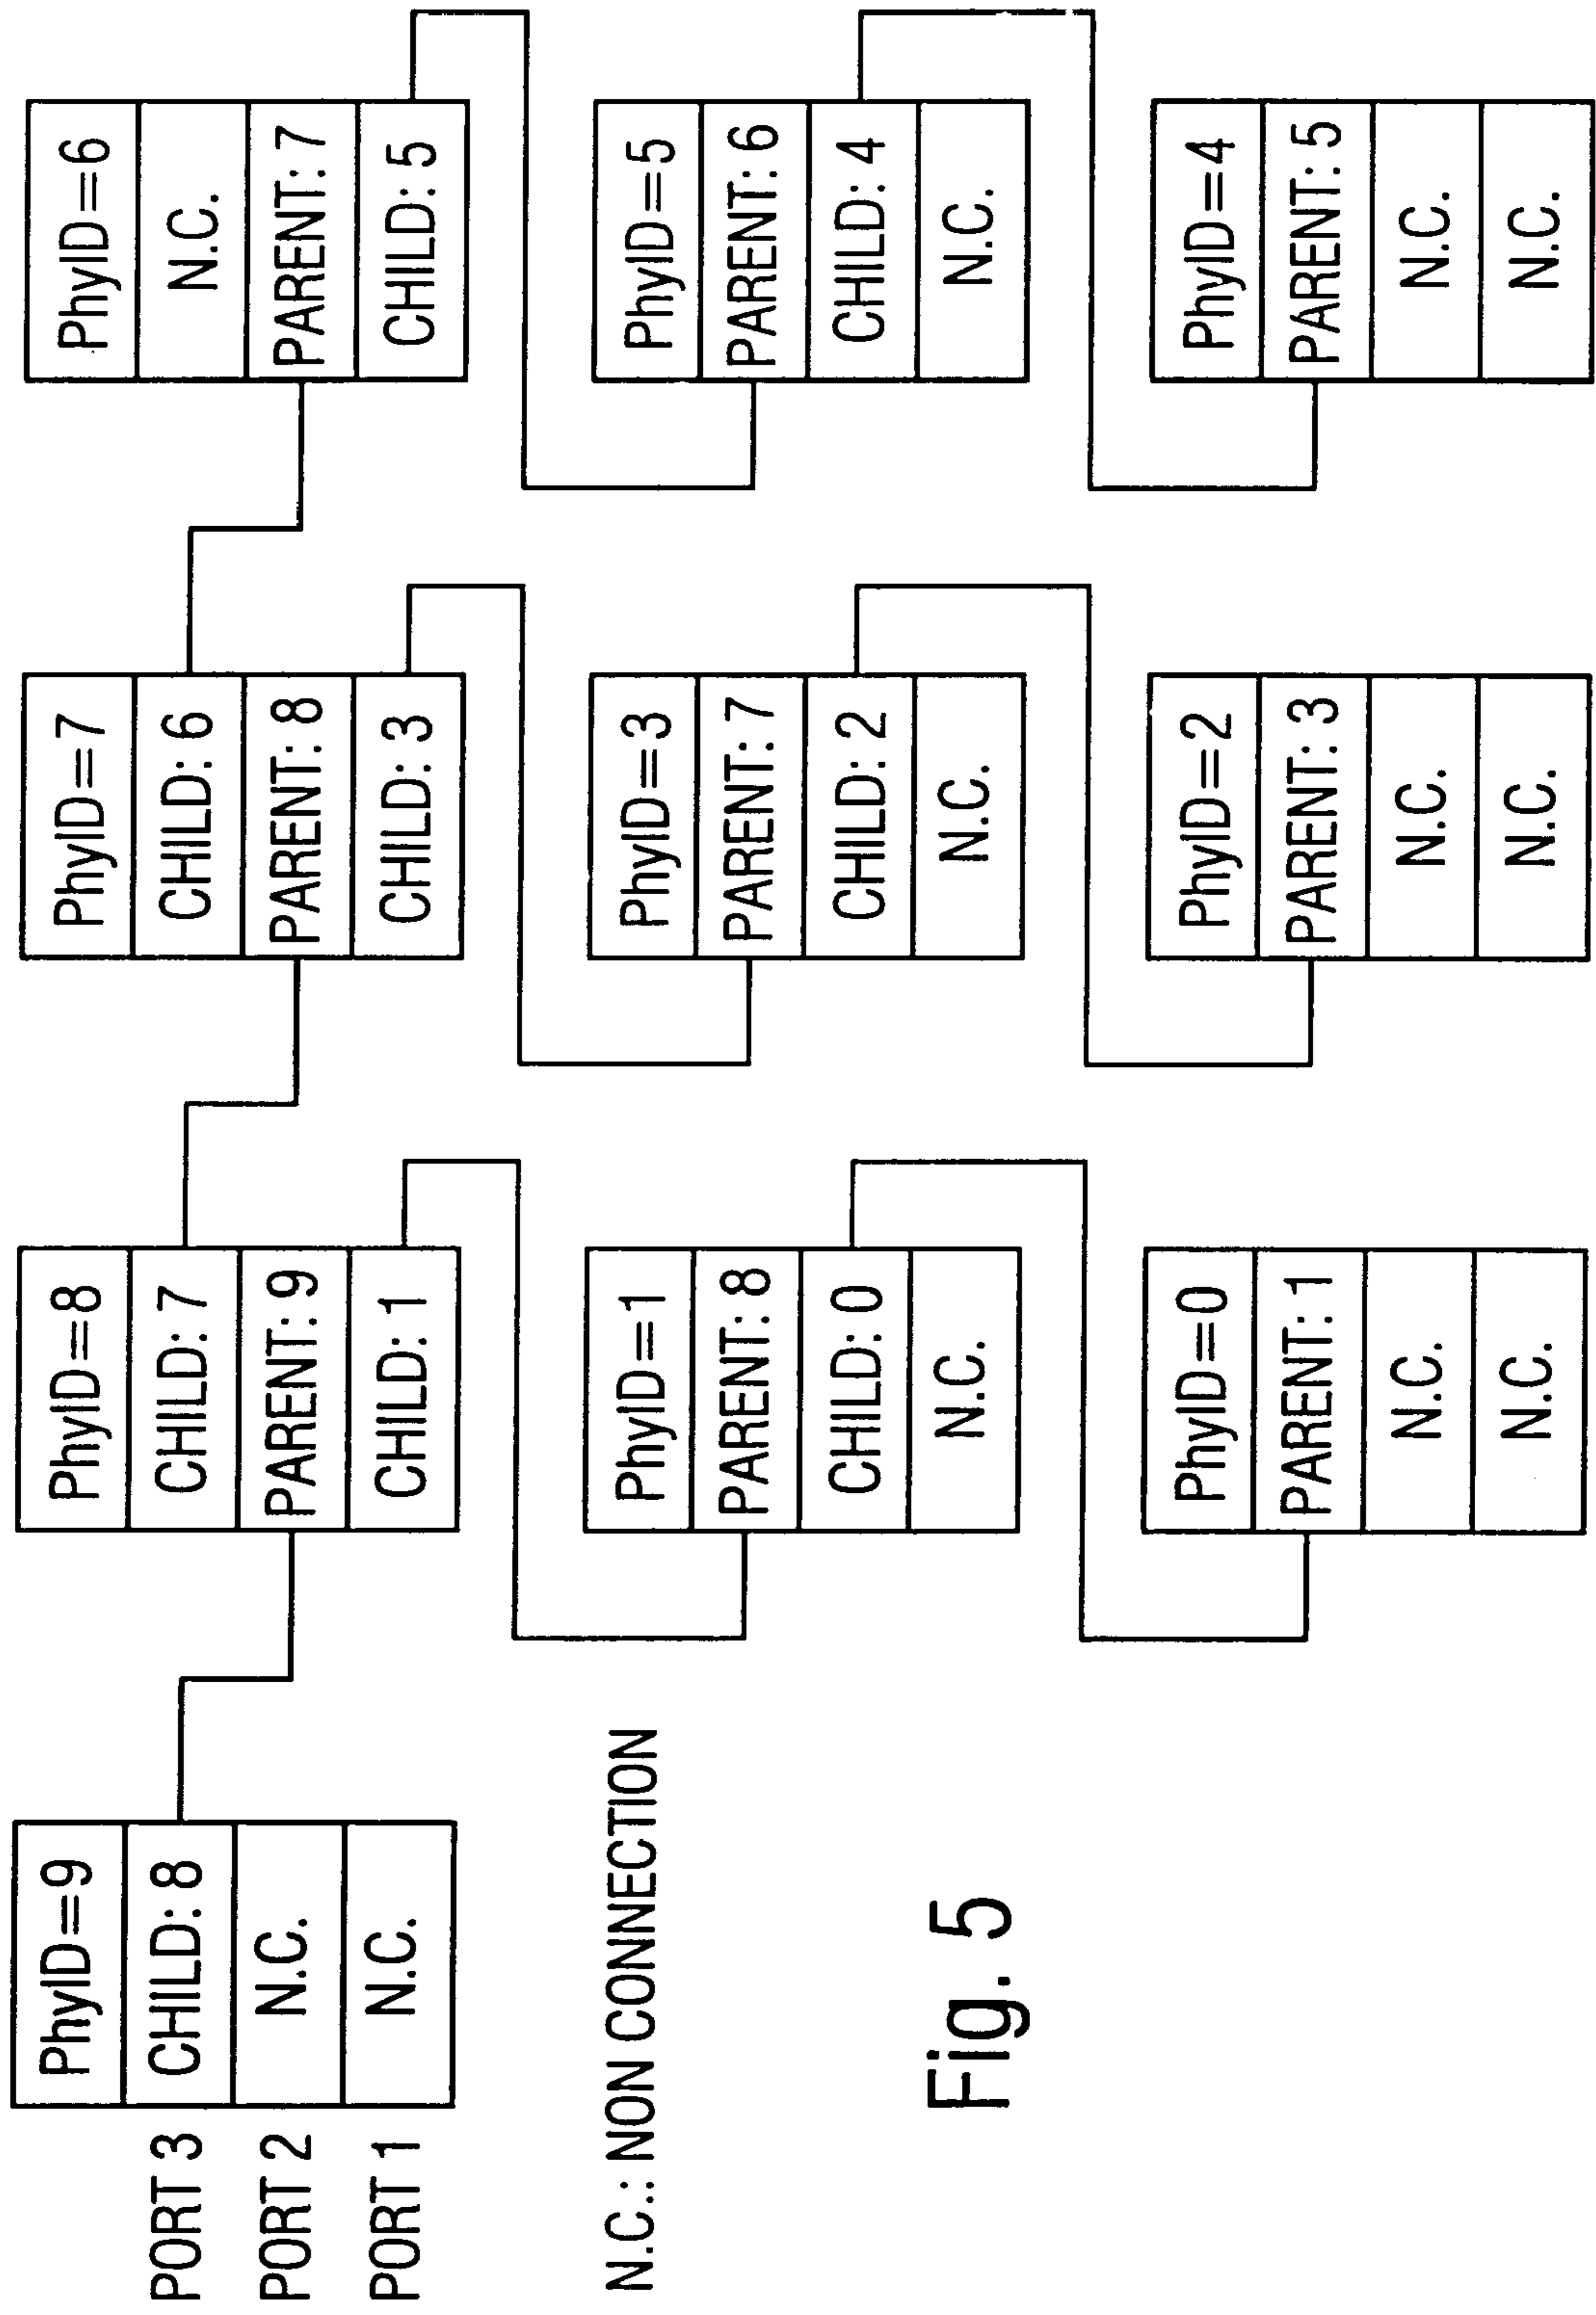 PhyID=9
PORT 3
CHILD: 8
PORT 2
N.C.
PORT 1
N.C.
PhyID=8
CHILD: 7
PARENT: 9
CHILD: 1
PhyID=7
CHILD: 6
PARENT: 8
CHILD: 3
PhyID=6
N.C.
PARENT: 7
CHILD: 5
N.C.: NON CONNECTION
PhyID=1
PARENT: 8
CHILD: 0
N.C.
PhyID=3
PARENT: 7
CHILD: 2
N.C.
PhyID=5
PARENT: 6
CHILD: 4
N.C.
Fig. 5
PhyID=0
PARENT: 1
N.C.
N.C.
PhyID=2
PARENT: 3
N.C.
N.C.
PhyID=4
PARENT: 5
N.C.
N.C.